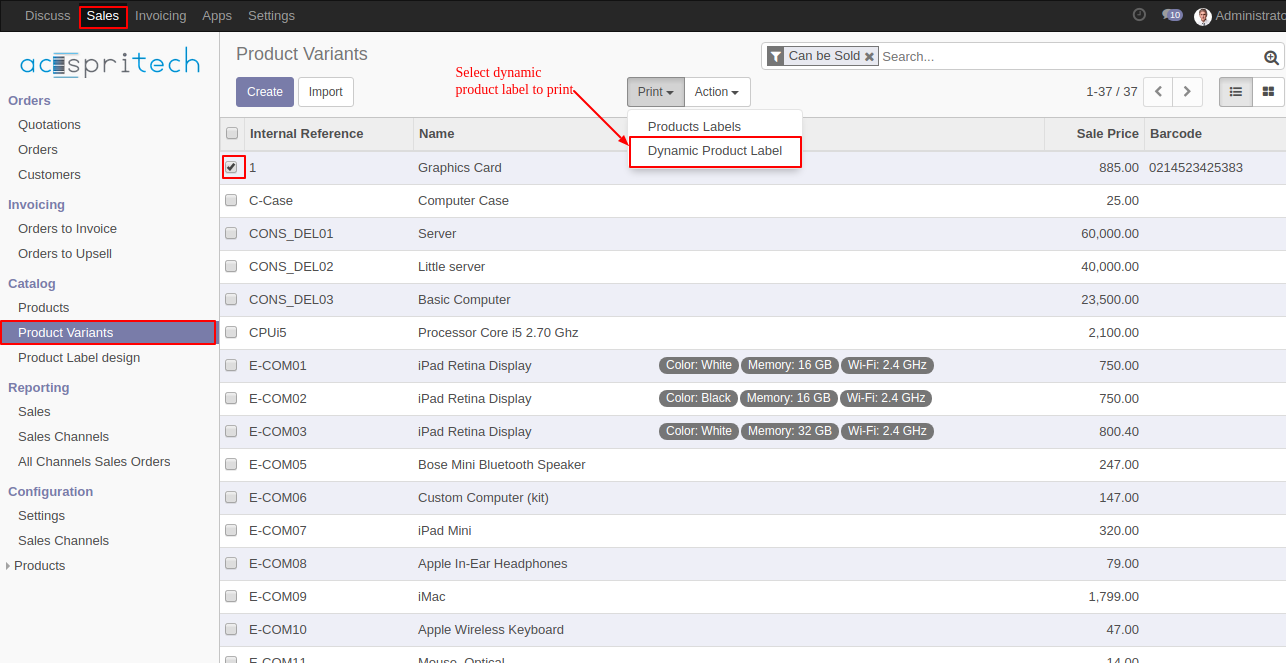 Discuss Sales Invoicing Apps Settings 10 Administrato
acespritech
Product Variants
Can be Sold Search...
Select dynamic
product label to print
Create Import Print Action 1-37 / 37
Products Labels
Dynamic Product Label
Orders
Quotations
Orders
Customers
Invoicing
Orders to Invoice
Orders to Upsell
Catalog
Products
Product Variants
Product Label design
Reporting
Sales
Sales Channels
All Channels Sales Orders
Configuration
Settings
Sales Channels
Products
Internal Reference Name Sale Price Barcode
1 Graphics Card 885.00 0214523425383
C-Case Computer Case 25.00
CONS_DEL01 Server 60,000.00
CONS_DEL02 Little server 40,000.00
CONS_DEL03 Basic Computer 23,500.00
CPUi5 Processor Core i5 2.70 Ghz 2,100.00
E-COM01 iPad Retina Display Color: White Memory: 16 GB Wi-Fi: 2.4 GHz 750.00
E-COM02 iPad Retina Display Color: Black Memory: 16 GB Wi-Fi: 2.4 GHz 750.00
E-COM03 iPad Retina Display Color: White Memory: 32 GB Wi-Fi: 2.4 GHz 800.40
E-COM05 Bose Mini Bluetooth Speaker 247.00
E-COM06 Custom Computer (kit) 147.00
E-COM07 iPad Mini 320.00
E-COM08 Apple In-Ear Headphones 79.00
E-COM09 iMac 1,799.00
E-COM10 Apple Wireless Keyboard 47.00
E-COM11 Mouse, Optical 14.00